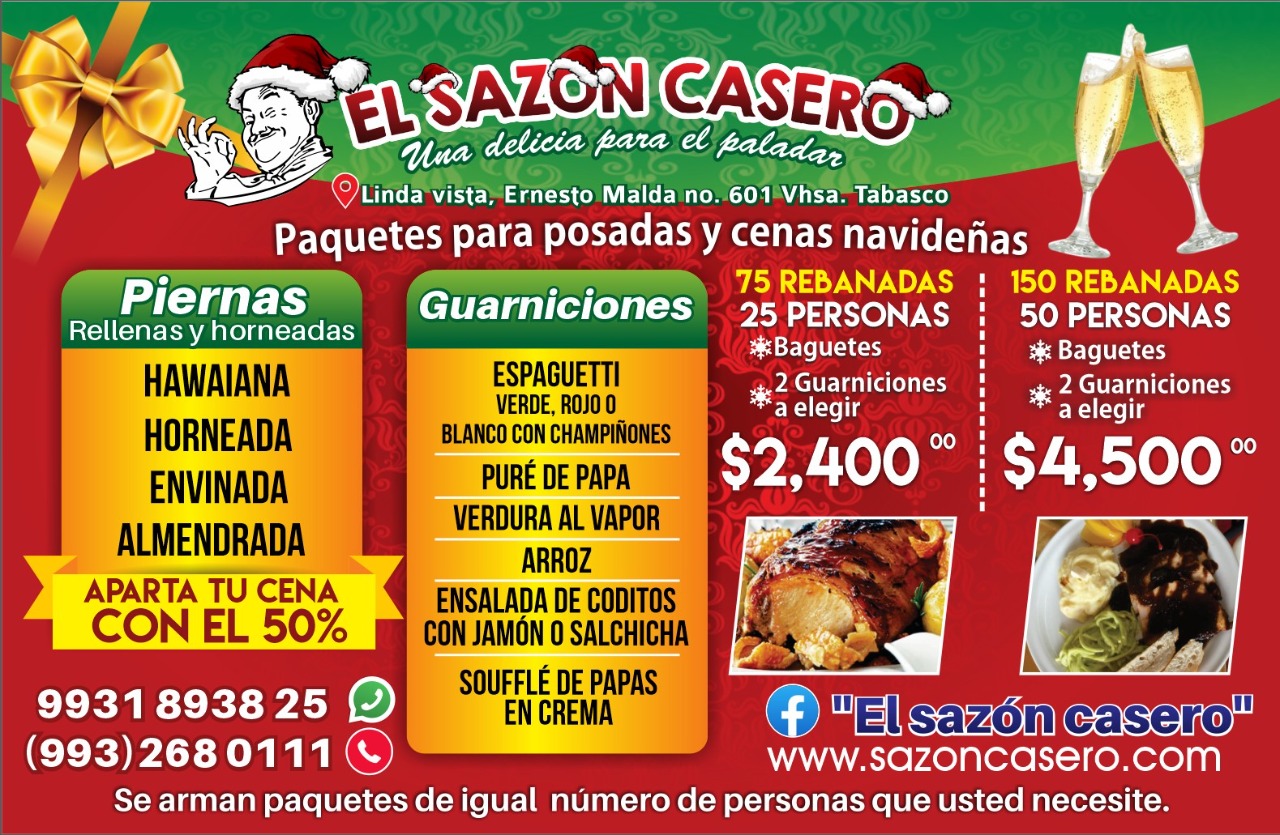 EL SAZÓN CASERO
Una delicia para el paladar
Linda vista, Ernesto Malda no. 601 Vhsa. Tabasco
Paquetes para posadas y cenas navideñas
Piernas
Rellenas y horneadas
HAWAIANA
HORNEADA
ENVINADA
ALMENDRADA
APARTA TU CENA
CON EL 50%
9931 8938 25
(993)268 0111
Guarniciones
ESPAGUETTI
VERDE, ROJO O
BLANCO CON CHAMPIÑONES
PURÉ DE PAPA
VERDURA AL VAPOR
ARROZ
ENSALADA DE CODITOS
CON JAMÓN O SALCHICHA
SOUFFLÉ DE PAPAS
EN CREMA
75 REBANADAS
25 PERSONAS
Baguetes
2 Guarniciones
a elegir
$2,400 00
150 REBANADAS
50 PERSONAS
Baguetes
2 Guarniciones
a elegir
$4,500 00
"El sazón casero"
www.sazoncasero.com
Se arman paquetes de igual número de personas que usted necesite.